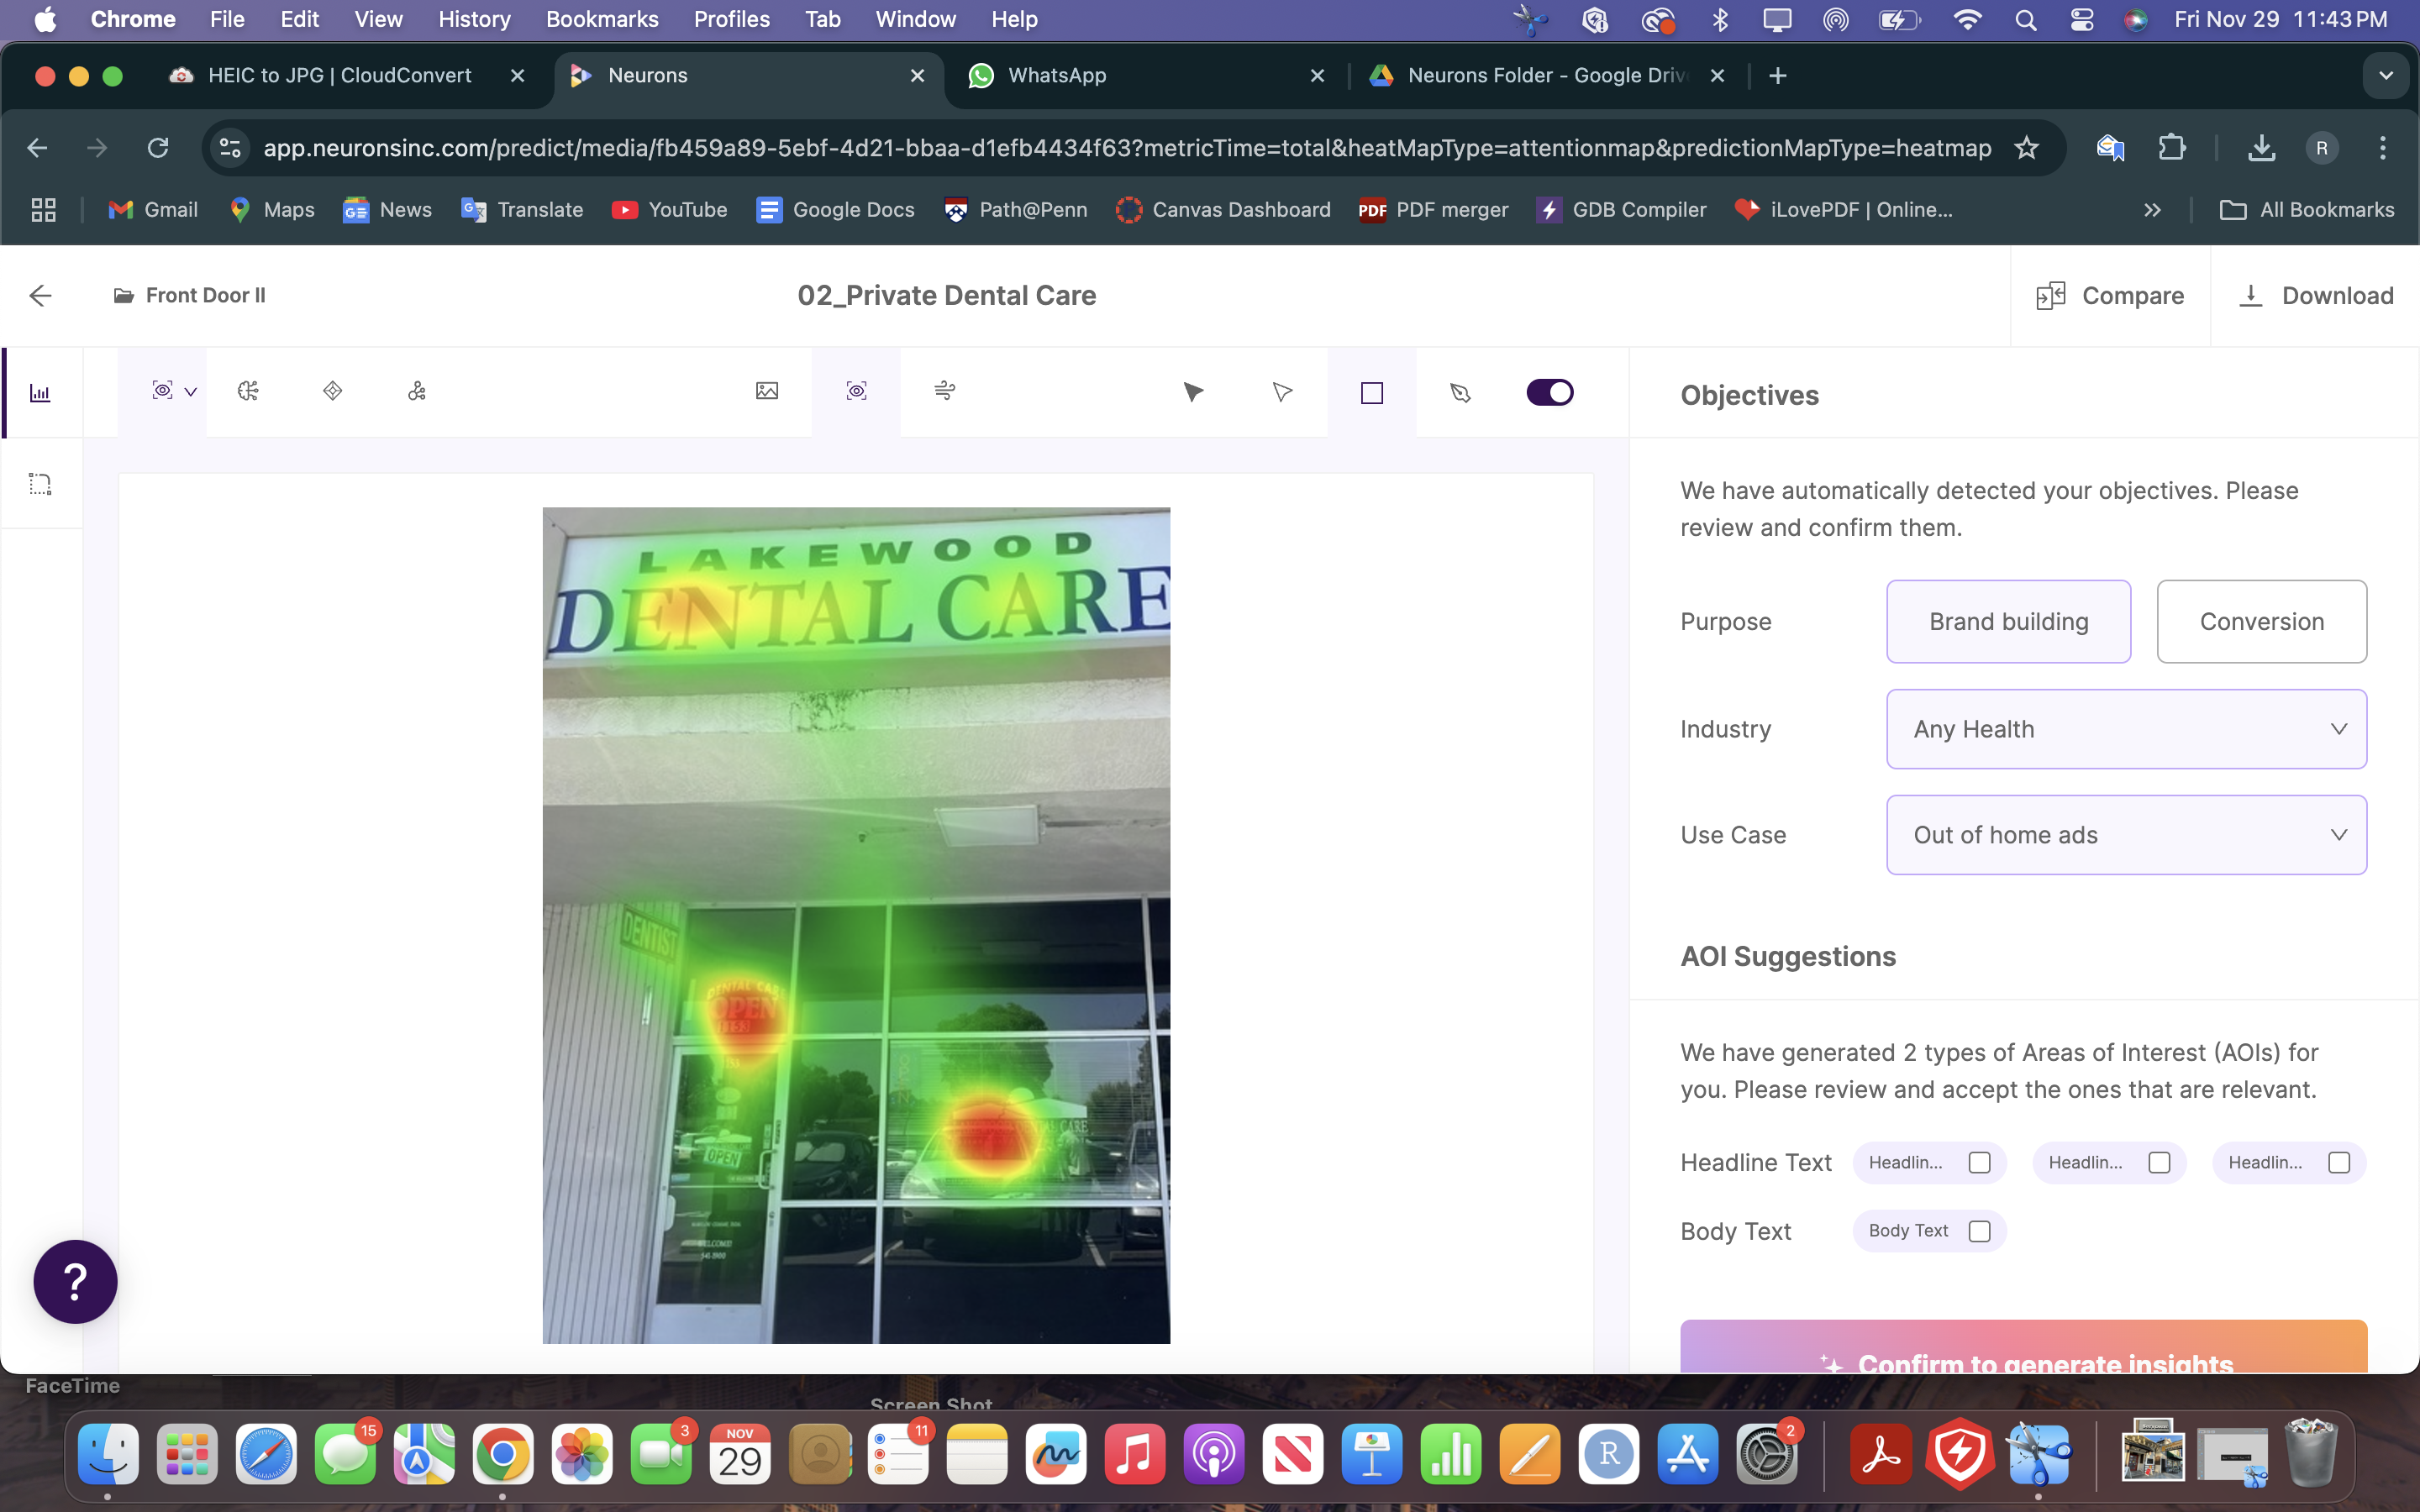 Chrome File Edit View History Bookmarks Profiles Tab Window Help Fri Nov 29 11:43 PM
HEIC to JPG | CloudConvert Neurons WhatsApp Neurons Folder - Google Driv
app.neuronsinc.com/predict/media/fb459a89-5ebf-4d21-bbaa-d1efb4434f63?metricTime=total&heatMapType=attentionmap&predictionMapType=heatmap R
Gmail Maps News Translate YouTube Google Docs Path@Penn Canvas Dashboard PDF PDF merger GDB Compiler iLovePDF | Online... All Bookmarks
Front Door II 02_Private Dental Care Compare Download
Objectives
We have automatically detected your objectives. Please
review and confirm them.
Purpose Brand building Conversion
Industry Any Health
Use Case Out of home ads
AOI Suggestions
We have generated 2 types of Areas of Interest (AOIs) for
you. Please review and accept the ones that are relevant.
Headline Text Headlin... Headlin... Headlin...
Body Text Body Text
Confirm to generate insights
LAKEWOOD
DENTAL CARE
DENTIST
DENTAL CARE
OPEN
1153
OPEN
WELCOME
?
FaceTime
Screen Shot
15
3
NOV
29
11
R
2